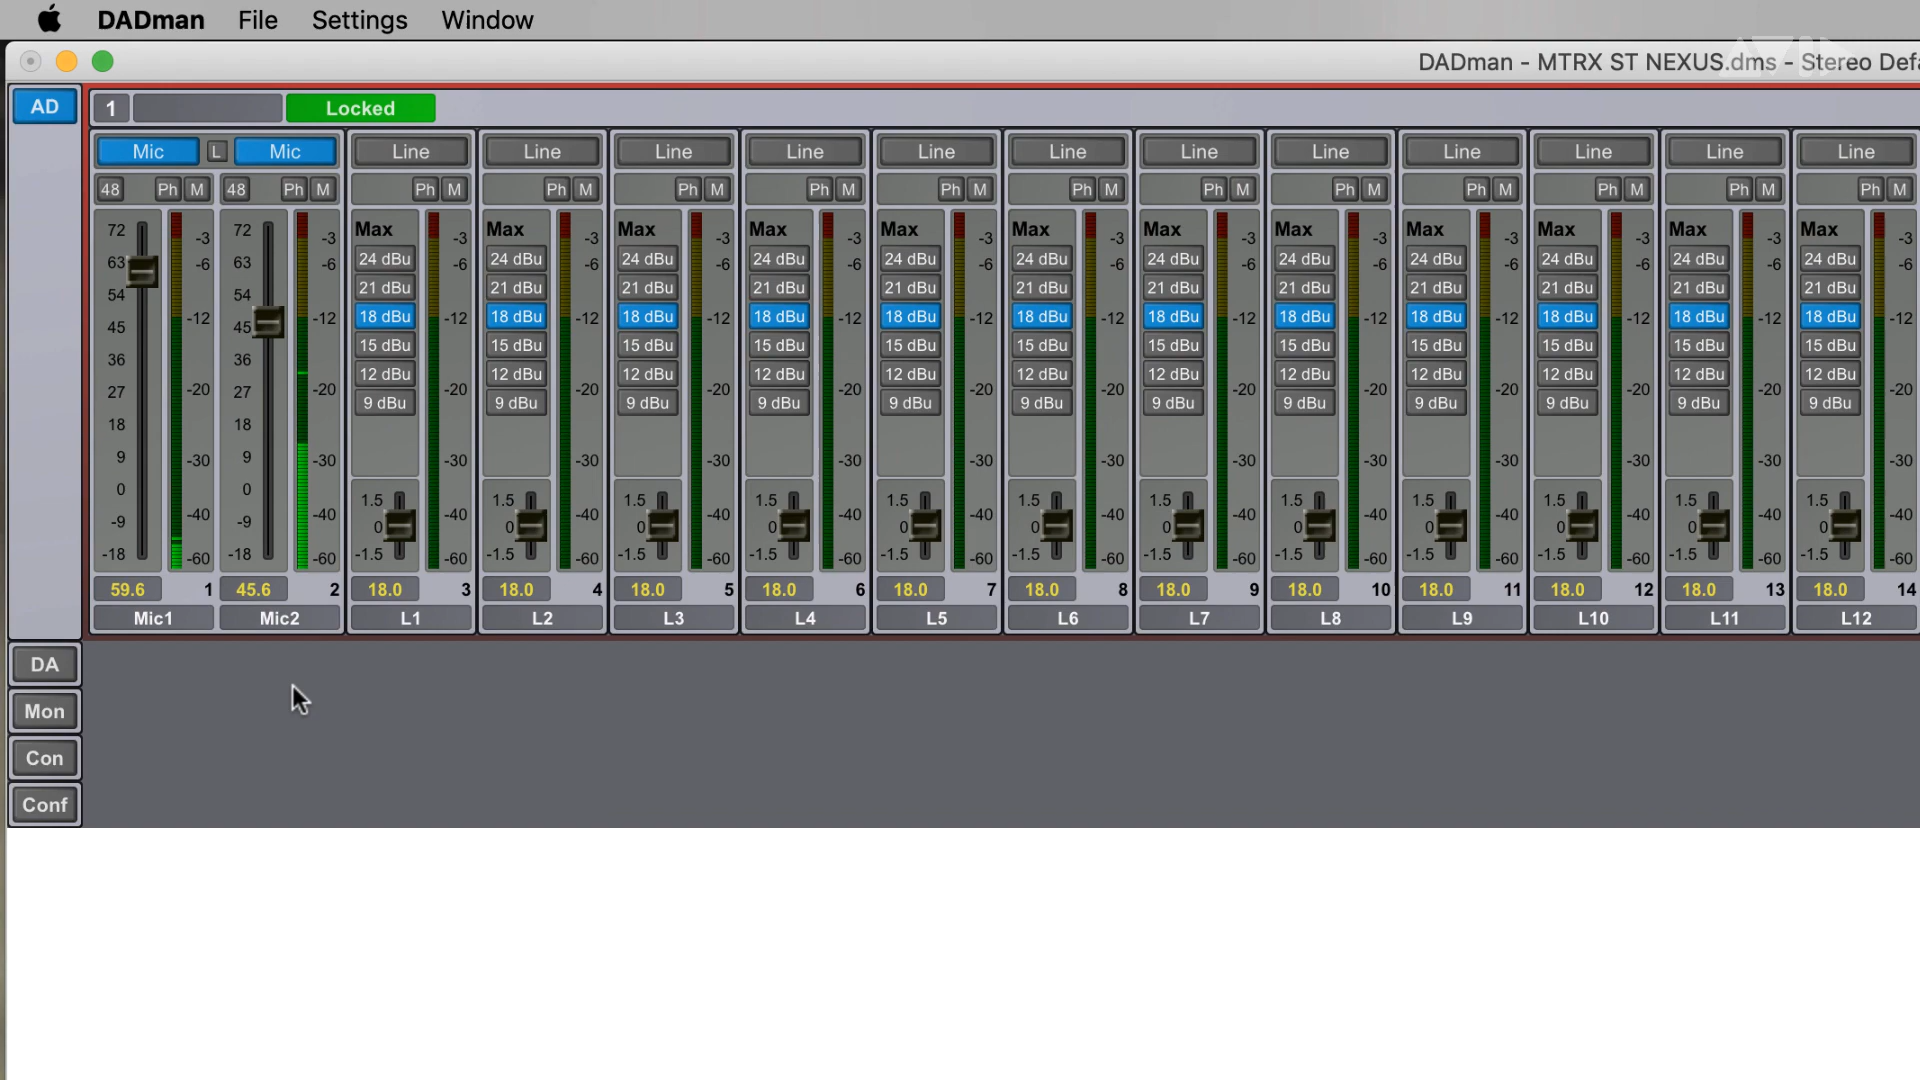 DADman File Settings Window
DADman - MTRX ST NEXUS.dms - Stereo Defa
AD 1 Locked
Mic L Mic Line Line Line Line Line Line Line Line Line Line Line Line
48 Ph M 48 Ph M Ph M Ph M Ph M Ph M Ph M Ph M Ph M Ph M Ph M Ph M Ph M Ph M
72 -3 72 -3 Max -3 Max -3 Max -3 Max -3 Max -3 Max -3 Max -3 Max -3 Max -3 Max -3 Max -3 Max -3
63 -6 63 -6 24 dBu -6 24 dBu -6 24 dBu -6 24 dBu -6 24 dBu -6 24 dBu -6 24 dBu -6 24 dBu -6 24 dBu -6 24 dBu -6 24 dBu -6 24 dBu -6
54 54 21 dBu 21 dBu 21 dBu 21 dBu 21 dBu 21 dBu 21 dBu 21 dBu 21 dBu 21 dBu 21 dBu 21 dBu
45 -12 45 -12 18 dBu -12 18 dBu -12 18 dBu -12 18 dBu -12 18 dBu -12 18 dBu -12 18 dBu -12 18 dBu -12 18 dBu -12 18 dBu -12 18 dBu -12 18 dBu -12
36 36 15 dBu 15 dBu 15 dBu 15 dBu 15 dBu 15 dBu 15 dBu 15 dBu 15 dBu 15 dBu 15 dBu 15 dBu
27 -20 27 -20 12 dBu -20 12 dBu -20 12 dBu -20 12 dBu -20 12 dBu -20 12 dBu -20 12 dBu -20 12 dBu -20 12 dBu -20 12 dBu -20 12 dBu -20 12 dBu -20
18 18 9 dBu 9 dBu 9 dBu 9 dBu 9 dBu 9 dBu 9 dBu 9 dBu 9 dBu 9 dBu 9 dBu 9 dBu
9 -30 9 -30 -30 -30 -30 -30 -30 -30 -30 -30 -30 -30 -30 -30
0 0 1.5 1.5 1.5 1.5 1.5 1.5 1.5 1.5 1.5 1.5 1.5 1.5
-9 -40 -9 -40 0 -40 0 -40 0 -40 0 -40 0 -40 0 -40 0 -40 0 -40 0 -40 0 -40 0 -40 0 -40
-18 -60 -18 -60 -1.5 -60 -1.5 -60 -1.5 -60 -1.5 -60 -1.5 -60 -1.5 -60 -1.5 -60 -1.5 -60 -1.5 -60 -1.5 -60 -1.5 -60 -1.5 -60
59.6 1 45.6 2 18.0 3 18.0 4 18.0 5 18.0 6 18.0 7 18.0 8 18.0 9 18.0 10 18.0 11 18.0 12 18.0 13 18.0 14
Mic1 Mic2 L1 L2 L3 L4 L5 L6 L7 L8 L9 L10 L11 L12
DA
Mon
Con
Conf